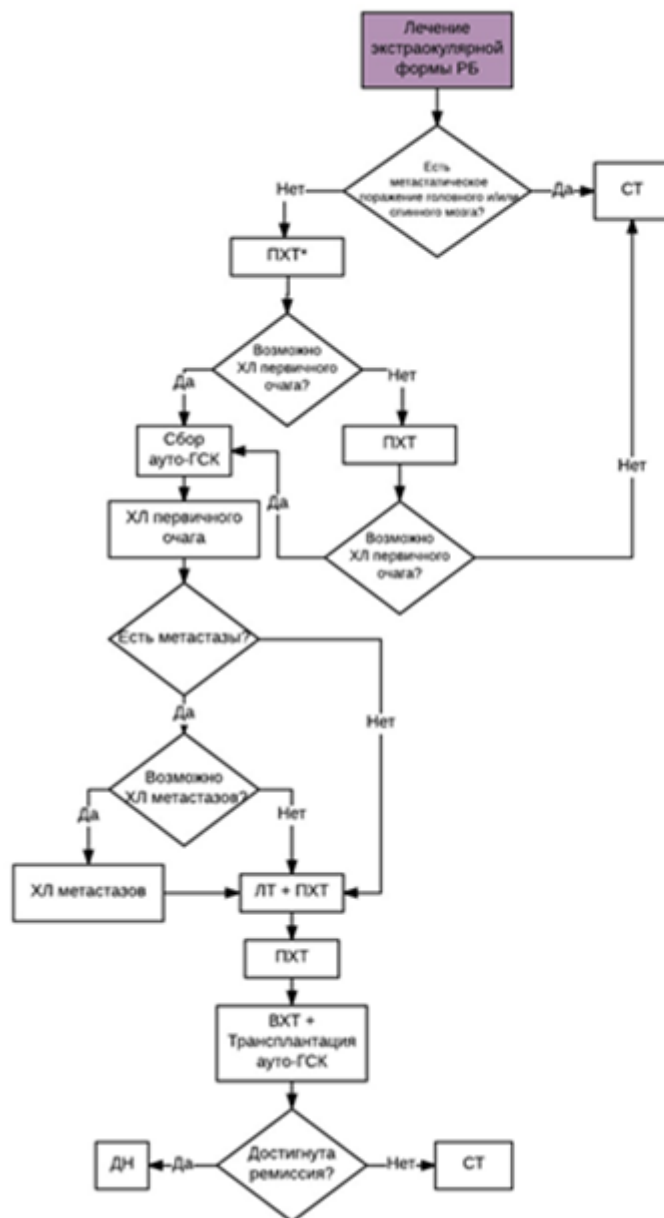 Лечение
экстраокулярной
формы РБ
Есть
метастатическое
поражение головного и/или
спинного мозга?
Нет
Да
СТ
ПХТ*
Возможно
ХЛ первичного
очага?
Да
Нет
Сбор
ауто-ГСК
ПХТ
Нет
Да
ХЛ первичного
очага
Возможно
ХЛ первичного
очага?
Есть метастазы?
Да
Нет
Возможно
ХЛ метастазов?
Да
Нет
ХЛ метастазов
ЛТ + ПХТ
ПХТ
ВХТ +
Трансплантация
ауто-ГСК
Достигнута
ремиссия?
ДН
Да
Нет
СТ